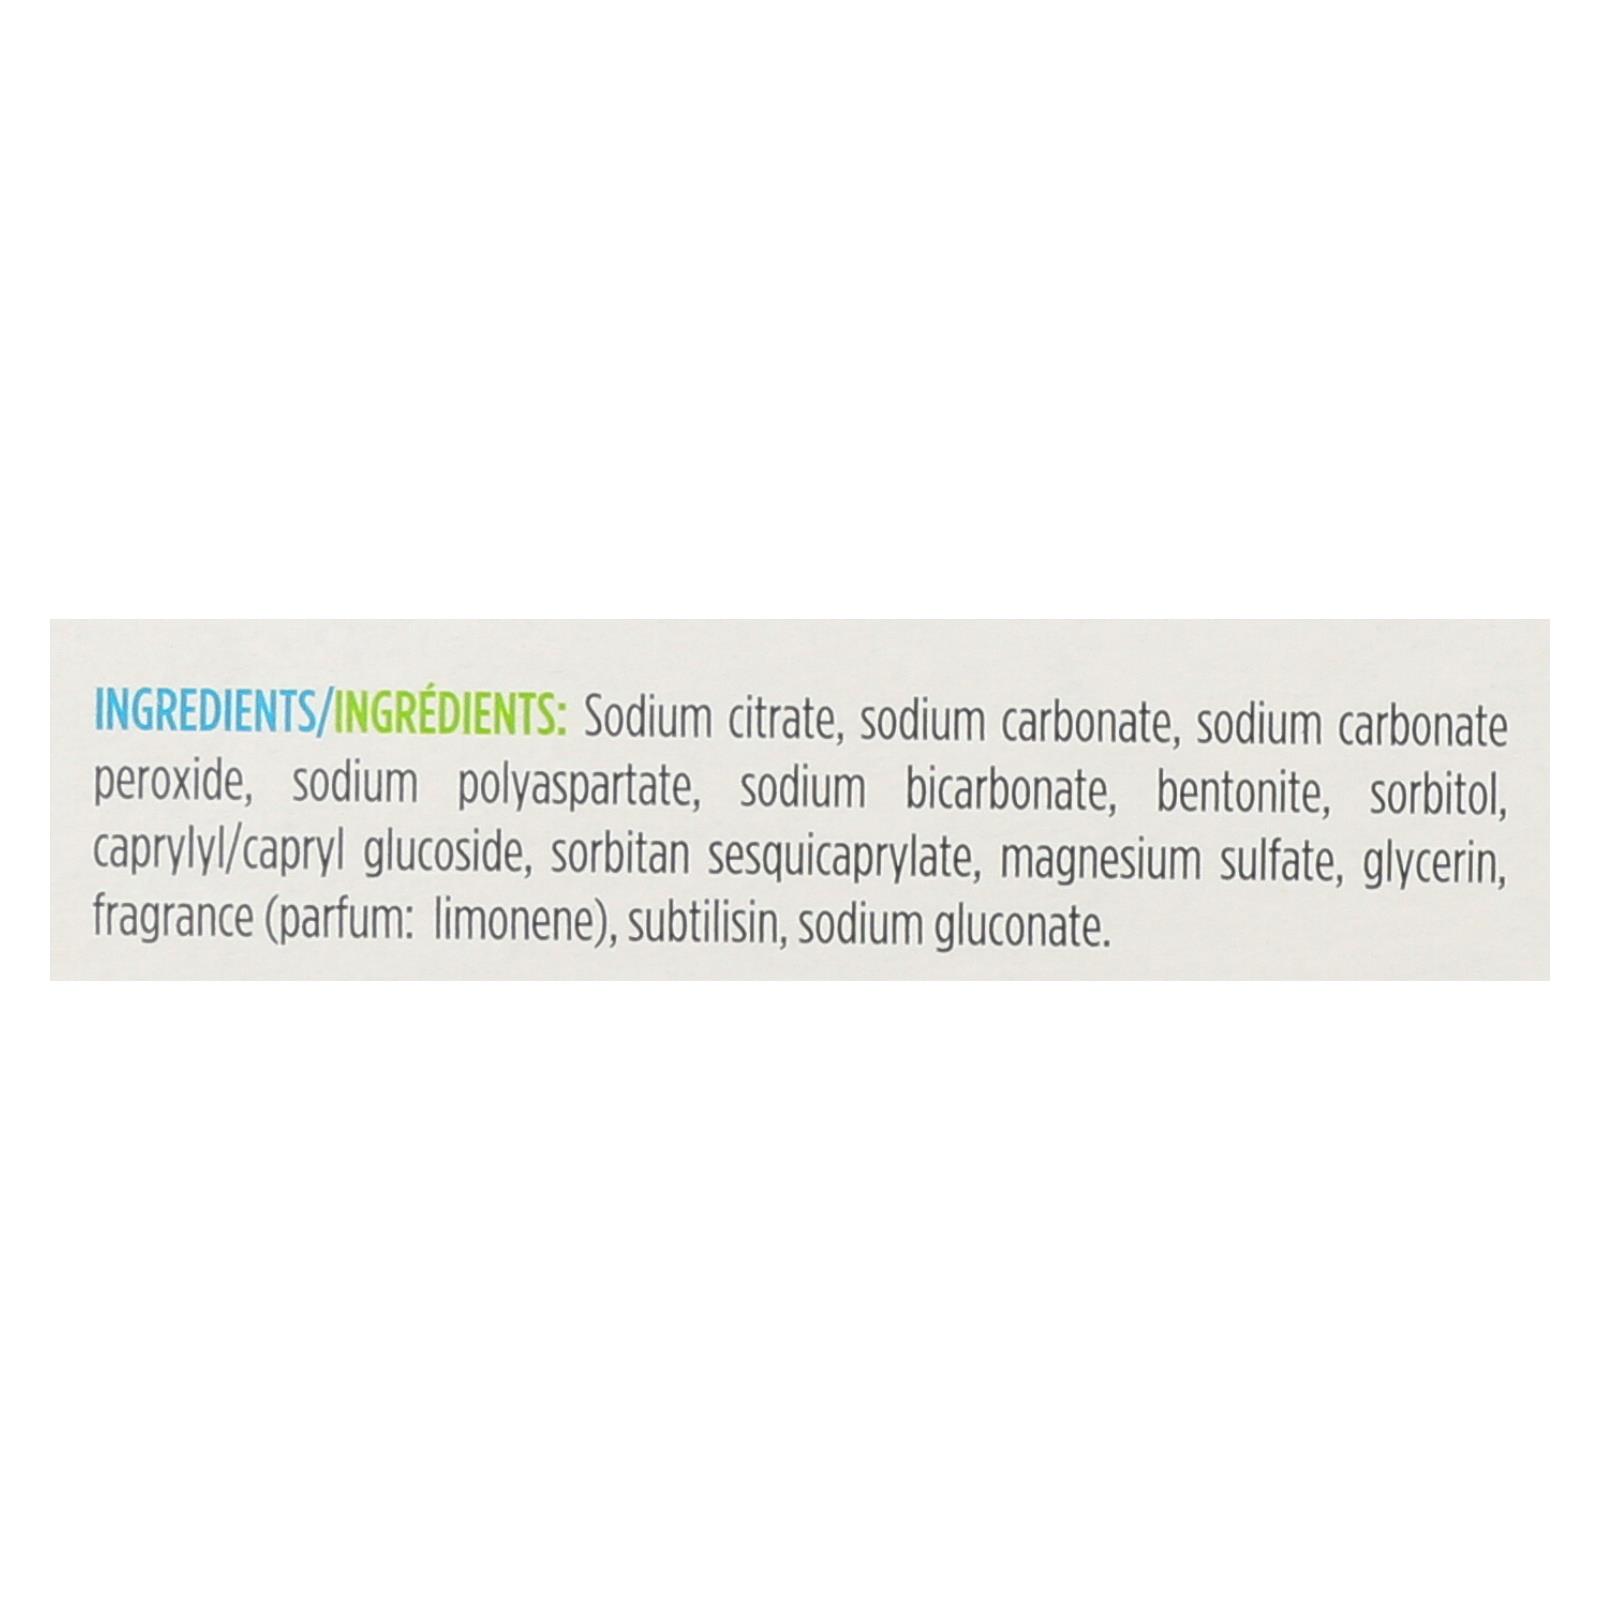 INGREDIENTS/INGRÉDIENTS: Sodium citrate, sodium carbonate, sodium carbonate
peroxide, sodium polyaspartate, sodium bicarbonate, bentonite, sorbitol,
caprylyl/capryl glucoside, sorbitan sesquicaprylate, magnesium sulfate, glycerin,
fragrance (parfum: limonene), subtilisin, sodium gluconate.